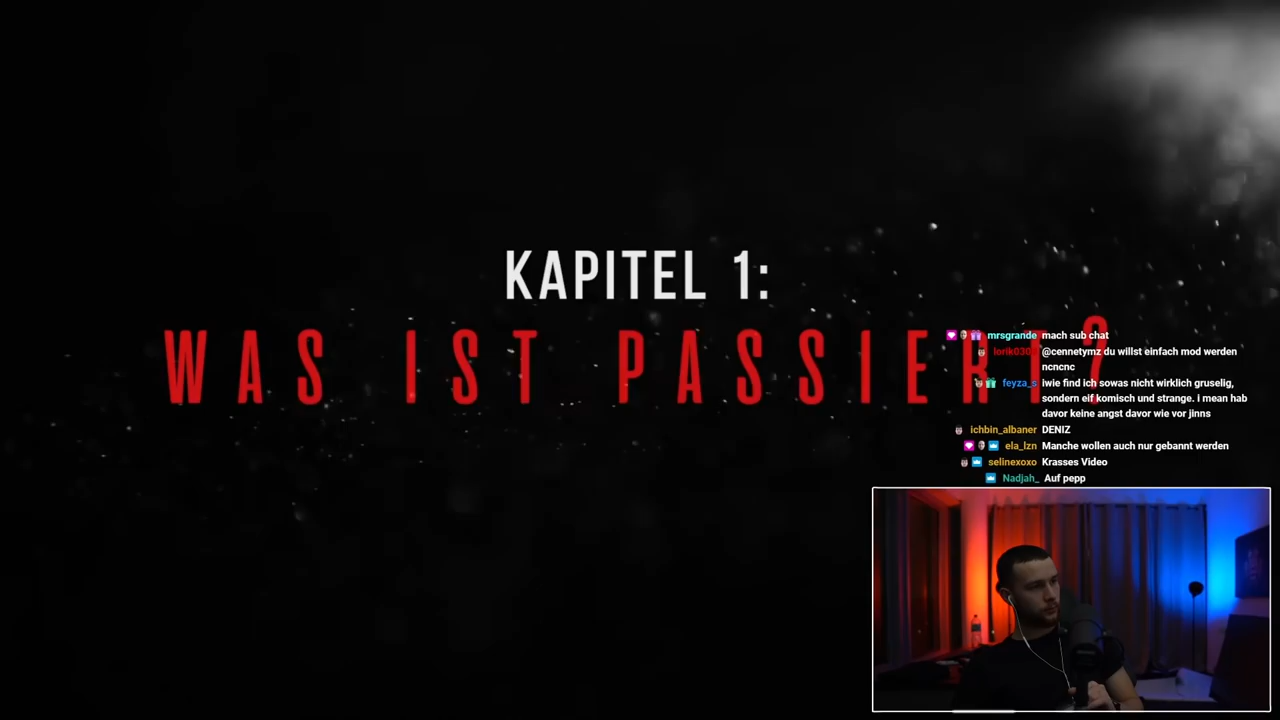 KAPITEL 1:
WAS IST PASSIERT?
mrsgrande mach sub chat
@cennetymz du willst einfach mod werden
ncncnc
feyza_s iwie find ich sowas nicht wirklich gruselig,
sondern eif komisch und strange. i mean hab
davor keine angst davor wie vor jinns
ichbin_albaner DENIZ
ela_lzn Manche wollen auch nur gebannt werden
selinexoxo Krasses Video
Nadjah_ Auf pepp